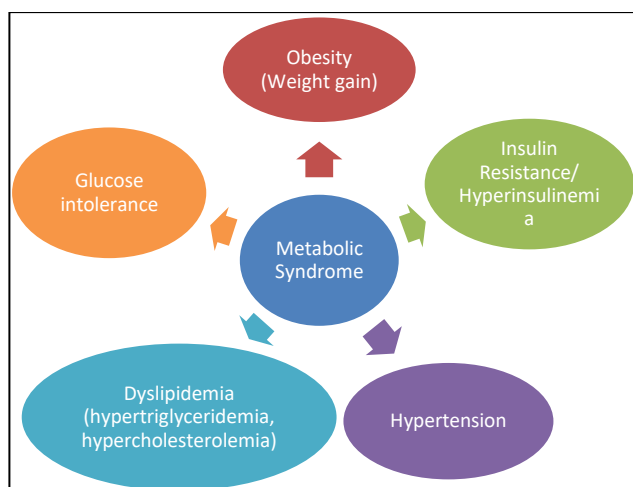 Obesity
(Weight gain)
Insulin
Resistance/
Hyperinsulinemi
a
Glucose
intolerance
Metabolic
Syndrome
Dyslipidemia
(hypertriglyceridemia,
hypercholesterolemia)
Hypertension